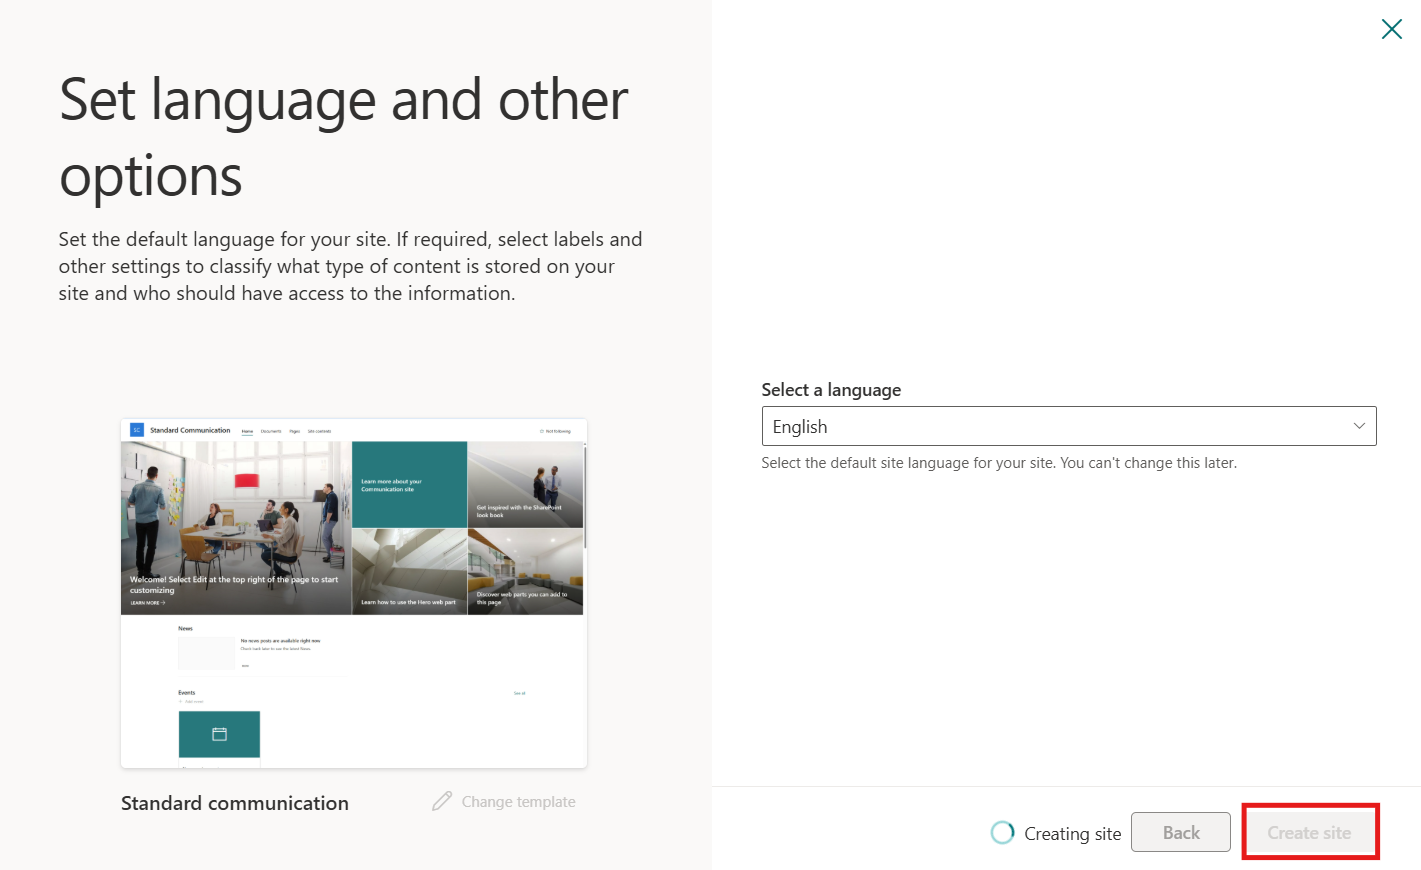 Set language and other
options
Set the default language for your site. If required, select labels and
other settings to classify what type of content is stored on your
site and who should have access to the information.
SC Standard Communication Home Documents Pages Site contents Not following
Learn more about your
Communication site
Get inspired with the SharePoint
look book
Welcome! Select Edit at the top right of the page to start
customizing
LEARN MORE →
Learn how to use the Hero web part
Discover web parts you can add to
this page
News
No news posts are available right now
Check back later to see the latest News.
Events
See all
Standard communication
Change template
Select a language
English
Select the default site language for your site. You can't change this later.
Creating site
Back
Create site